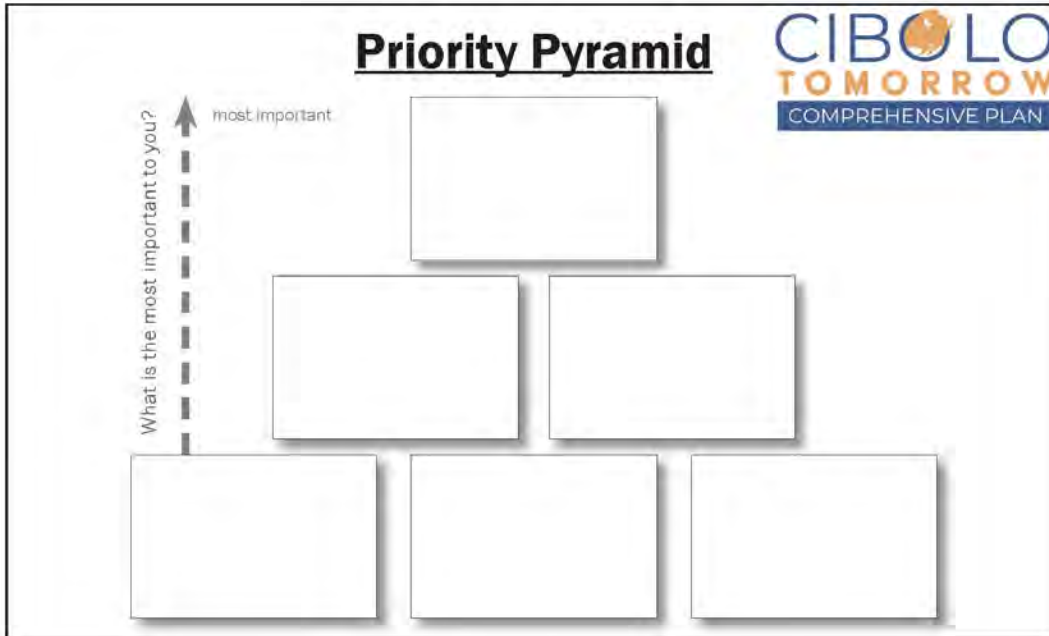 Priority Pyramid
CIBOLO
TOMORROW
COMPREHENSIVE PLAN
most important
What is the most important to you?